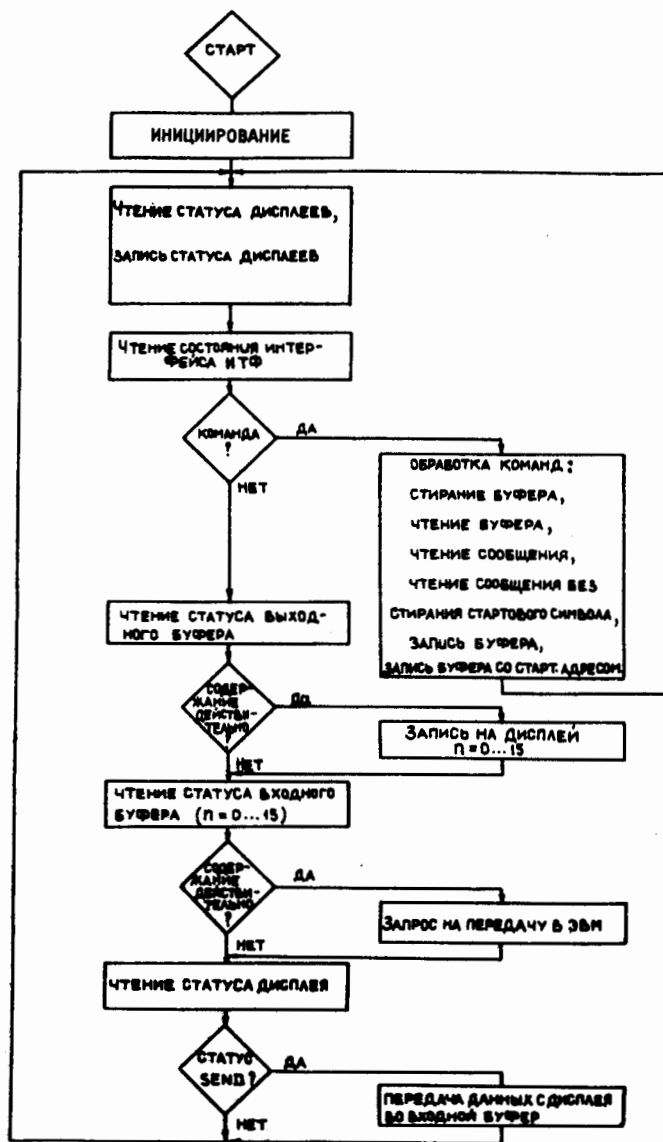 СТАРТ
ИНИЦИИРОВАНИЕ
ЧТЕНИЕ СТАТУСА ДИСПЛЕЕВ,
ЗАПИСЬ СТАТУСА ДИСПЛЕЕВ
ЧТЕНИЕ СОСТОЯНИЯ ИНТЕР-
ФЕЙСА И ТФ
КОМАНДА
?
ДА
НЕТ
ОБРАБОТКА КОМАНД:
СТИРАНИЕ БУФЕРА,
ЧТЕНИЕ БУФЕРА,
ЧТЕНИЕ СООБЩЕНИЯ,
ЧТЕНИЕ СООБЩЕНИЯ БЕЗ
СТИРАНИЯ СТАРТОВОГО СИМВОЛА,
ЗАПИСЬ БУФЕРА,
ЗАПИСЬ БУФЕРА СО СТАРТ. АДРЕСОМ
ЧТЕНИЕ СТАТУСА ВЫХОД-
НОГО БУФЕРА
СОДЕР-
ЖАНИЕ
ДЕЙСТВИ-
ТЕЛЬНО
?
ДА
НЕТ
ЗАПИСЬ НА ДИСПЛЕЙ
n = 0...15
ЧТЕНИЕ СТАТУСА ВХОДНОГО
БУФЕРА (n = 0...15)
СОДЕР-
ЖАНИЕ
ДЕЙСТВИ-
ТЕЛЬНО
?
ДА
НЕТ
ЗАПРОС НА ПЕРЕДАЧУ В ЭВМ
ЧТЕНИЕ СТАТУСА ДИСПЛЕЯ
СТАТУС
SEND?
ДА
НЕТ
ПЕРЕДАЧА ДАННЫХ С ДИСПЛЕЯ
ВО ВХОДНОЙ БУФЕР